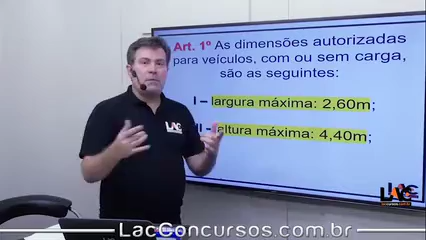 Art. 1º As dimensões autorizadas
para veículos, com ou sem carga,
são as seguintes:
I – largura máxima: 2,60m;
II - altura máxima: 4,40m;
LAC
LAC
LacConcursos.com.br